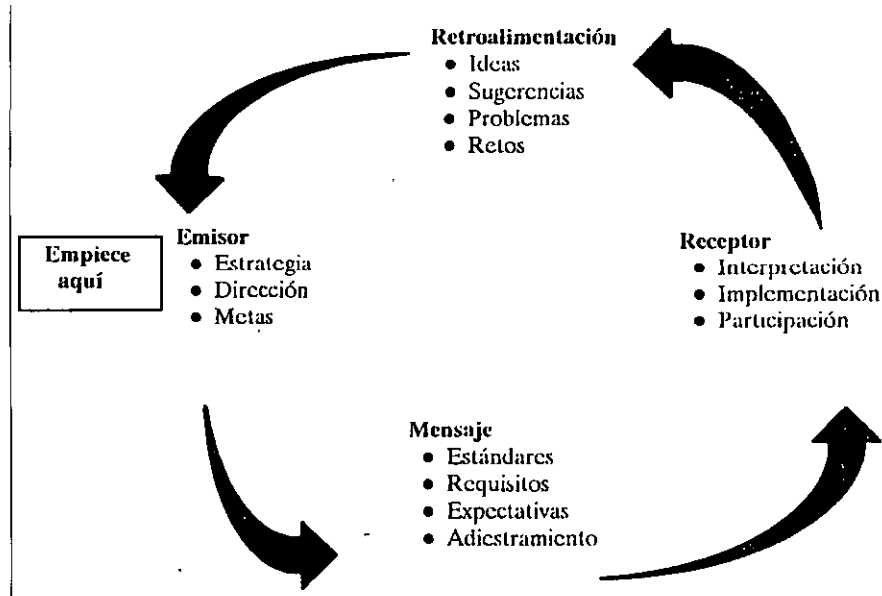 Retroalimentación
● Ideas
● Sugerencias
● Problemas
● Retos
Empiece
aquí
Emisor
● Estrategia
● Dirección
● Metas
Receptor
● Interpretación
● Implementación
● Participación
Mensaje
● Estándares
● Requisitos
● Expectativas
● Adiestramiento